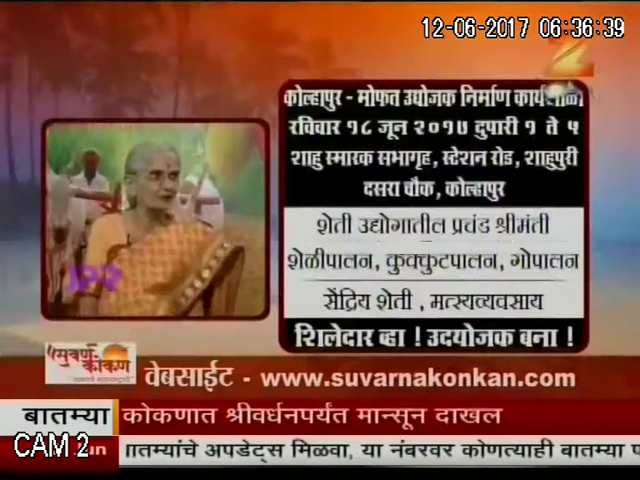 12-06-2017 06:36:39
कोल्हापुर - मोफत उद्योजक निर्माण कार्यशाळा
रविवार १८ जून २०१७ दुपारी १ ते ५
शाहु स्मारक सभागृह, स्टेशन रोड, शाहुपुरी
दसरा चौक, कोल्हापुर
शेती उद्योगातील प्रचंड श्रीमंती
शेळीपालन, कुक्कुटपालन, गोपालन
सेंद्रिय शेती , मत्स्यव्यवसाय
शिलेदार व्हा ! उदयोजक बना !
सुवर्ण-कोकण
वेबसाईट - www.suvarnakonkan.com
बातम्या कोकणात श्रीवर्धनपर्यंत मान्सून दाखल
CAM 2 ातम्यांचे अपडेट्स मिळवा, या नंबरवर कोणत्याही बातम्या